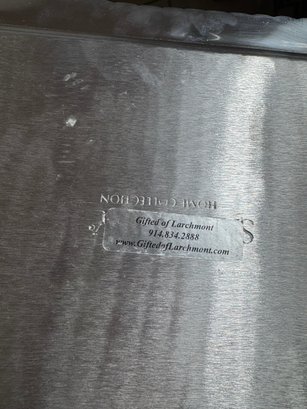 HOME COLLECTION
Gifted of Larchmont
914.834.2888
www.GiftedofLarchmont.com